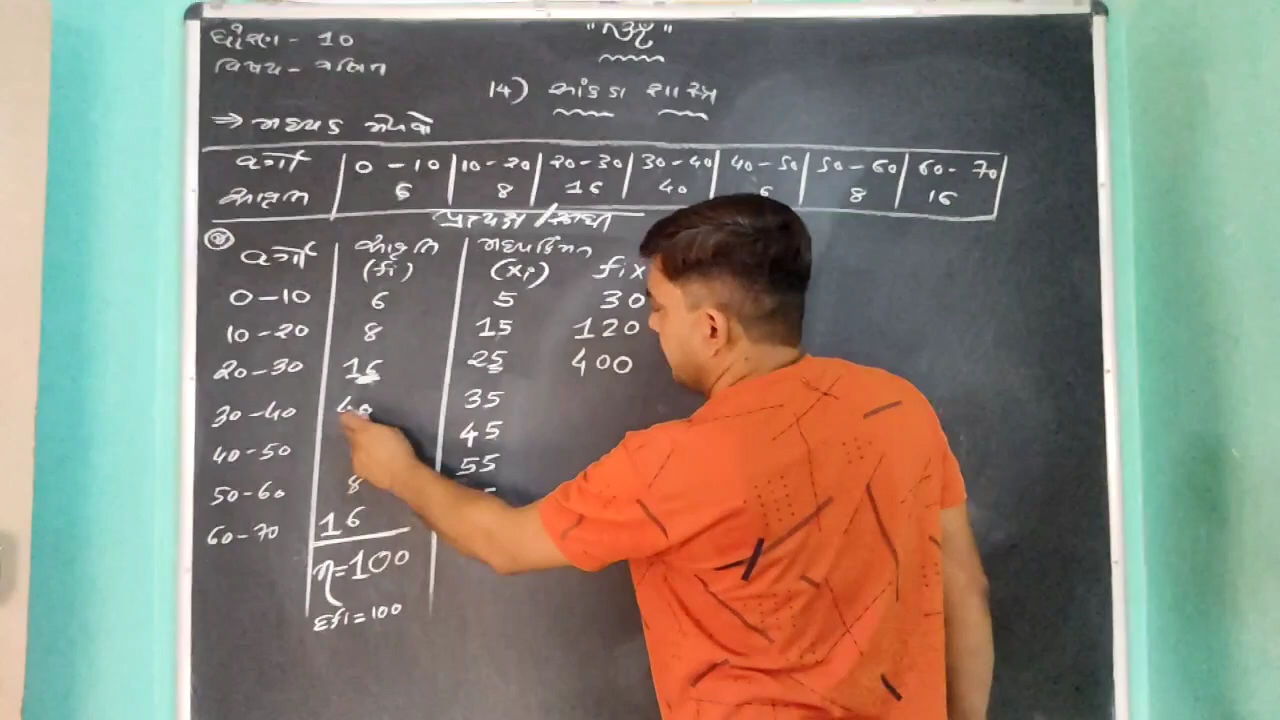 ધોરણ - 10
વિષય - ગણિત
14) આંકડા શાસ્ત્ર
⇒ મધ્યક મેળવો
વર્ગ 0 - 10 10 - 20 20 - 30 30 - 40 40 - 50 50 - 60 60 - 70
આવૃત્તિ 6 8 16 40 6 8 16
પ્રત્યક્ષ /
વર્ગ આવૃત્તિ મધ્યકિંમત
(fi) (xi) fix
0-10 6 5 30
10-20 8 15 120
20-30 16 25 400
30-40 40 35
40-50 45
50-60 8 55
60-70 16
n=100
Σfi = 100